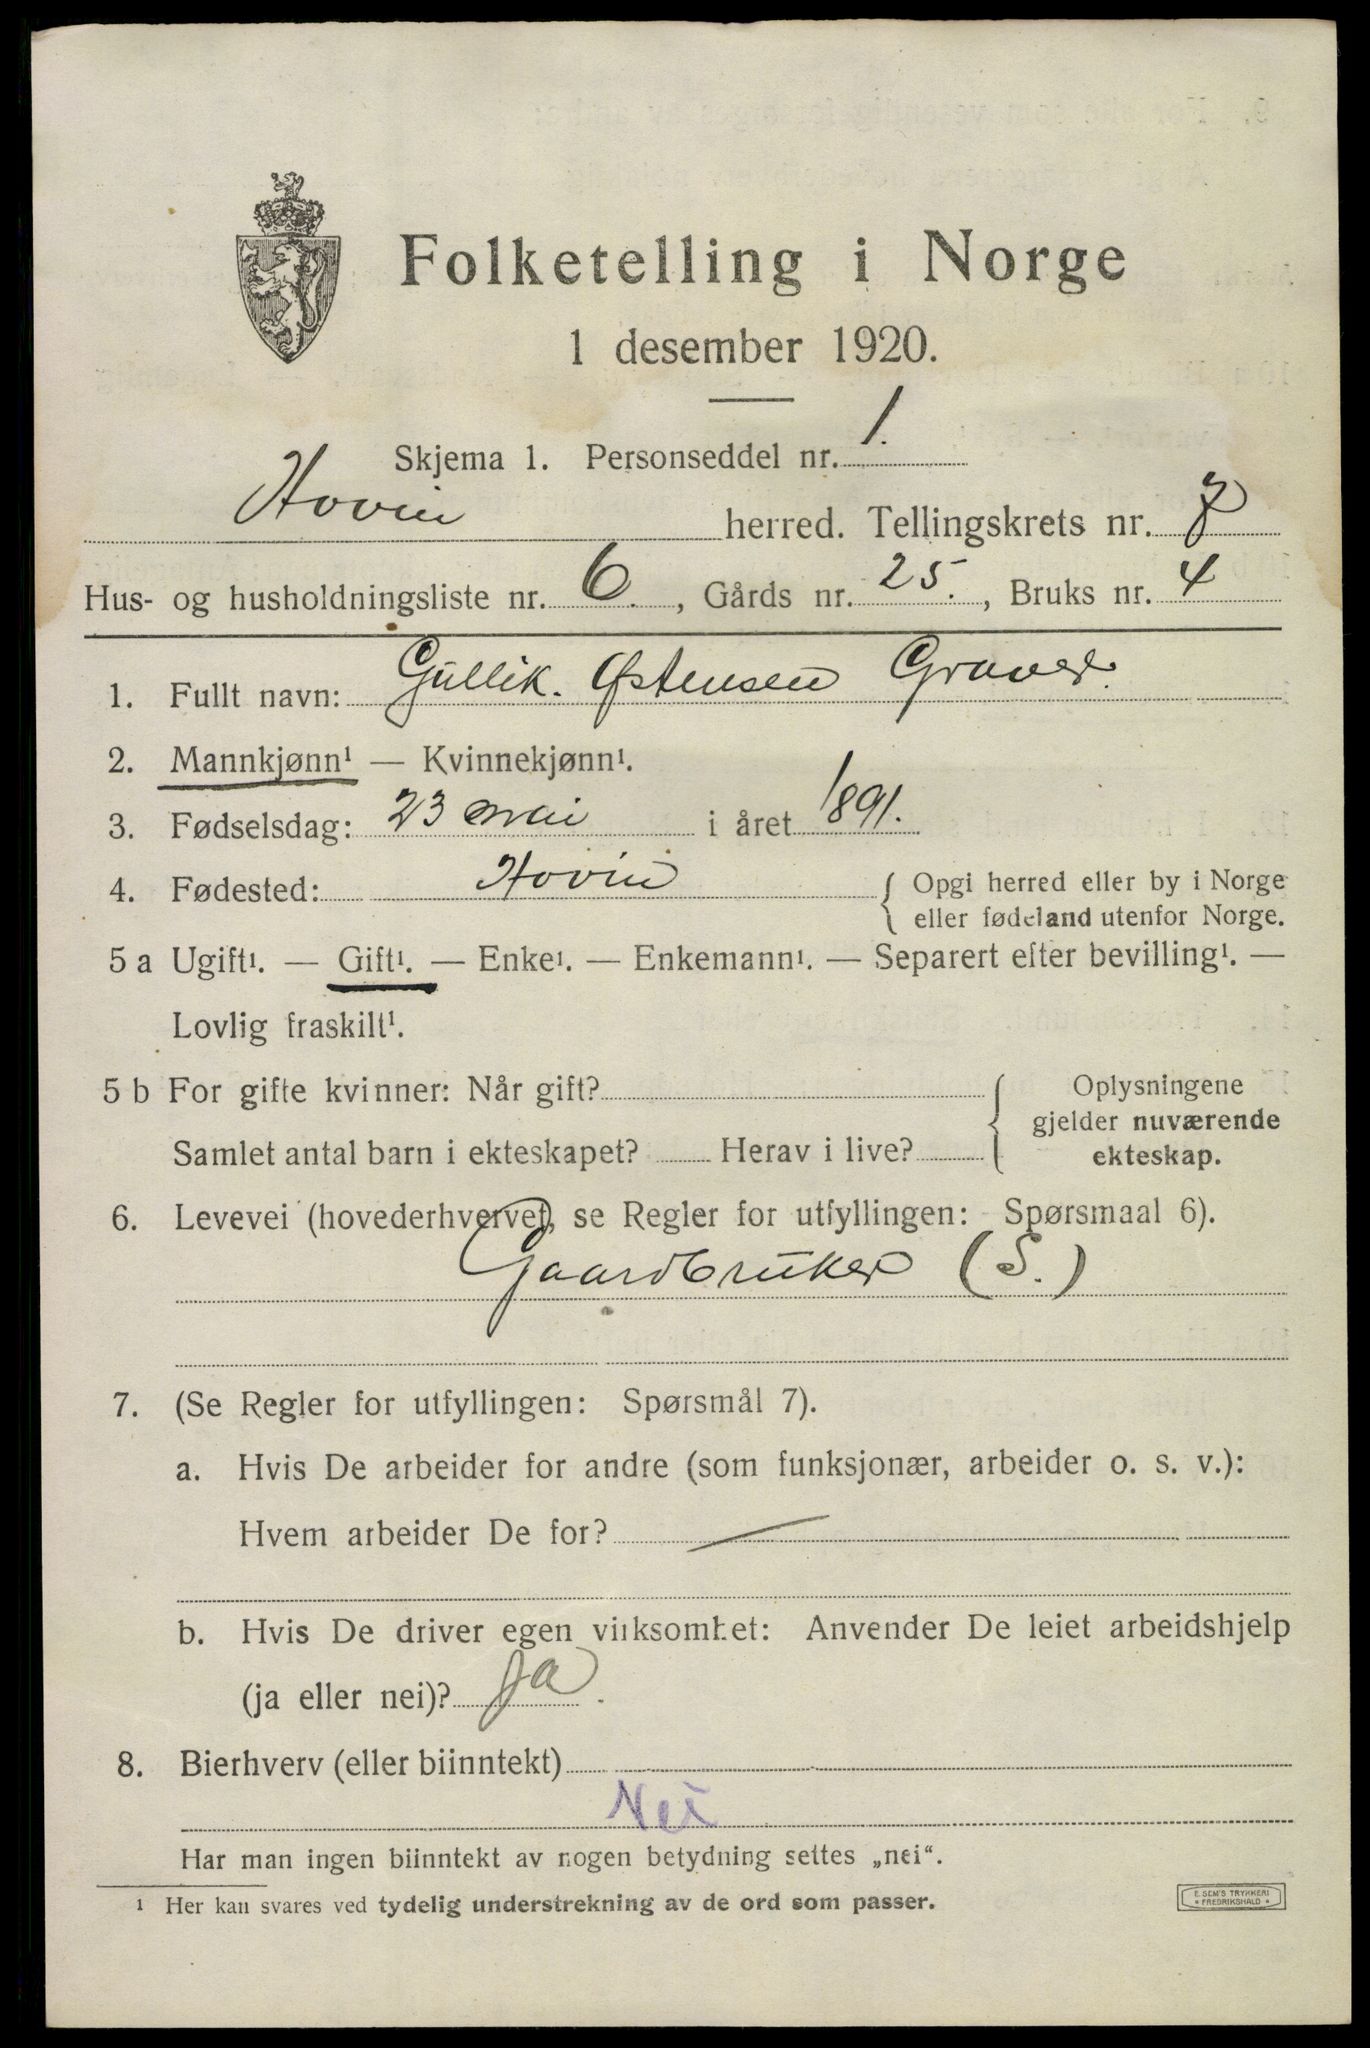 Folketelling i Norge
1 desember 1920.
Skjema 1. Personseddel nr. 1.
Hovin herred. Tellingskrets nr. 7
Hus- og husholdningsliste nr. 6., Gårds nr. 25., Bruks nr. 4
1. Fullt navn: Gullik. Østensen Graver.
2. Mannkjønn¹ — Kvinnekjønn¹.
3. Fødselsdag: 23 mai i året 1891.
4. Fødested: Hovin { Opgi herred eller by i Norge
eller fødeland utenfor Norge.
5 a Ugift¹. — Gift¹. — Enke¹. — Enkemann¹. — Separert efter bevilling¹. —
Lovlig fraskilt¹.
5 b For gifte kvinner: Når gift?
Samlet antal barn i ekteskapet? Herav i live?
{ Oplysningene
gjelder nuværende
ekteskap.
6. Levevei (hovederhvervet, se Regler for utfyllingen: Spørsmaal 6).
Gaardbruker (S.)
7. (Se Regler for utfyllingen: Spørsmål 7).
a. Hvis De arbeider for andre (som funksjonær, arbeider o. s. v.):
Hvem arbeider De for? —
b. Hvis De driver egen virksomhet: Anvender De leiet arbeidshjelp
(ja eller nei)? Ja.
8. Bierhverv (eller biinntekt)
Nei
Har man ingen biinntekt av nogen betydning settes „nei“.
¹ Her kan svares ved tydelig understrekning av de ord som passer.
E. SEM'S TRYKKERI
* FREDRIKSHALD *